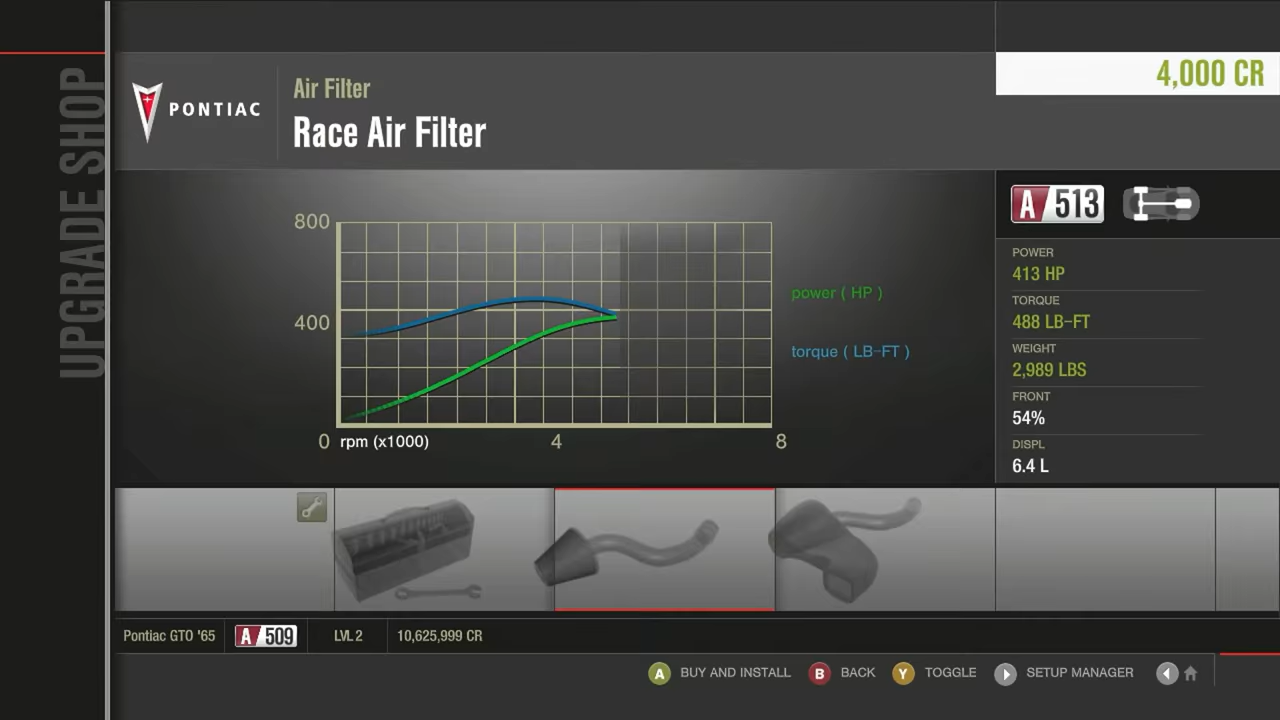 UPGRADE SHOP
PONTIAC
Air Filter
Race Air Filter
4,000 CR
A 513
800
400
0
rpm (x1000)
4
8
power ( HP )
torque ( LB-FT )
POWER
413 HP
TORQUE
488 LB-FT
WEIGHT
2,989 LBS
FRONT
54%
DISPL
6.4 L
Pontiac GTO '65 A 509 LVL 2 10,625,999 CR
A BUY AND INSTALL B BACK Y TOGGLE SETUP MANAGER